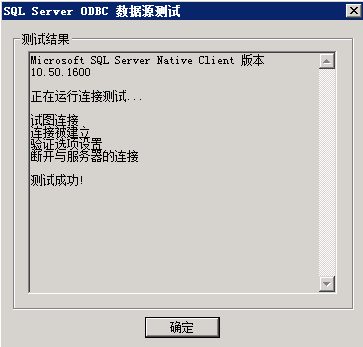 SQL Server ODBC 数据源测试
测试结果
Microsoft SQL Server Native Client 版本
10.50.1600
正在运行连接测试...
试图连接
连接被建立
验证选项设置
断开与服务器的连接
测试成功!
确定